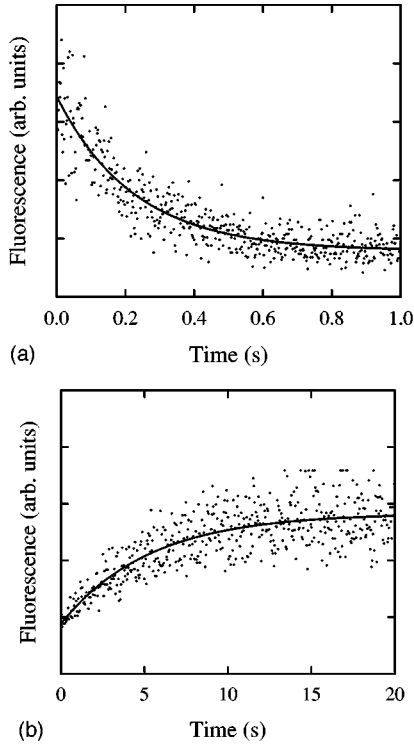 Fluorescence (arb. units)
0.0 0.2 0.4 0.6 0.8 1.0
(a)
Time (s)
Fluorescence (arb. units)
0 5 10 15 20
(b)
Time (s)